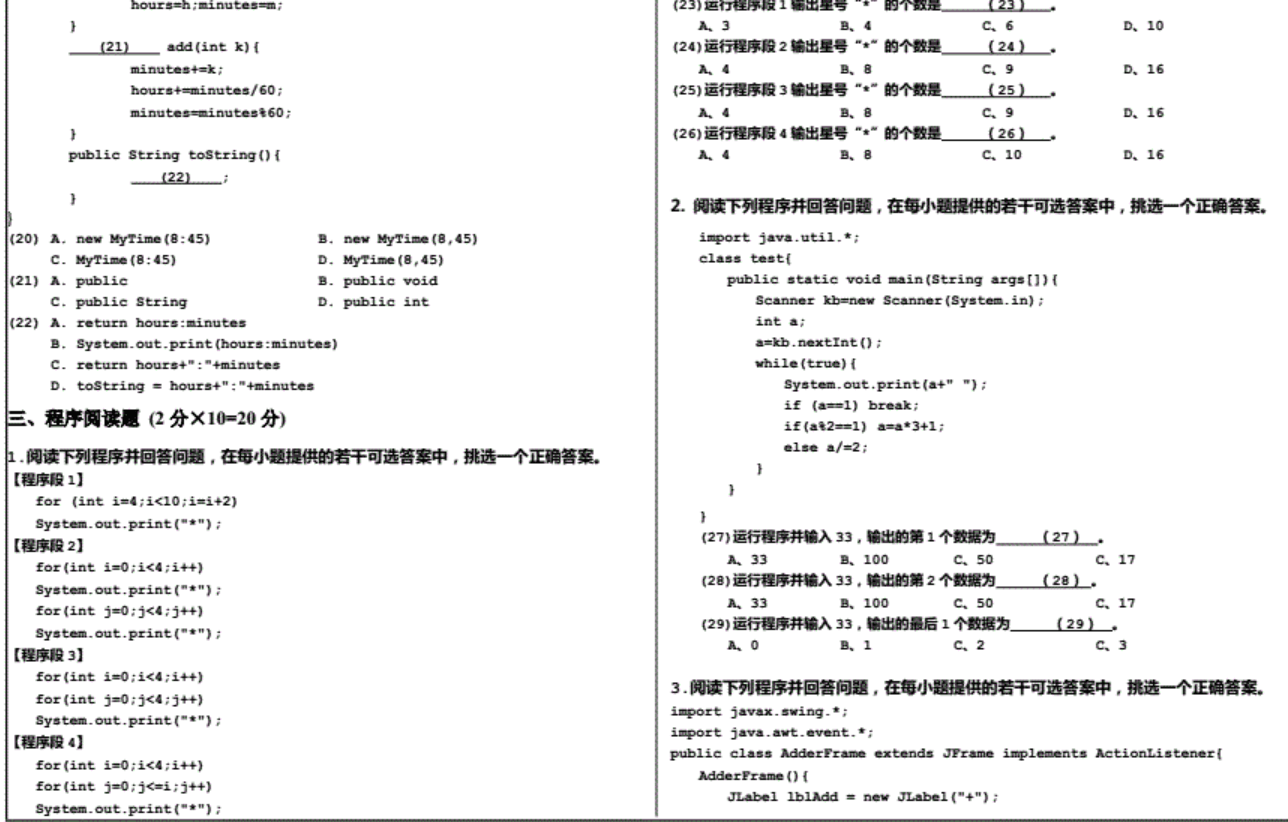 hours=h;minutes=m;
}
(21) add(int k){
minutes+=k;
hours+=minutes/60;
minutes=minutes%60;
}
public String toString(){
(22) ;
}
}
(20) A. new MyTime(8:45) B. new MyTime(8,45)
C. MyTime(8:45) D. MyTime(8,45)
(21) A. public B. public void
C. public String D. public int
(22) A. return hours:minutes
B. System.out.print(hours:minutes)
C. return hours+":"+minutes
D. toString = hours+":"+minutes
三、程序阅读题 (2 分×10=20 分)
1.阅读下列程序并回答问题，在每小题提供的若干可选答案中，挑选一个正确答案。
【程序段 1】
for (int i=4;i<10;i=i+2)
System.out.print("*");
【程序段 2】
for(int i=0;i<4;i++)
System.out.print("*");
for(int j=0;j<4;j++)
System.out.print("*");
【程序段 3】
for(int i=0;i<4;i++)
for(int j=0;j<4;j++)
System.out.print("*");
【程序段 4】
for(int i=0;i<4;i++)
for(int j=0;j<=i;j++)
System.out.print("*");
(23)运行程序段 1 输出星号 "*" 的个数是 (23) 。
A、3 B、4 C、6 D、10
(24)运行程序段 2 输出星号 "*" 的个数是 (24) 。
A、4 B、8 C、9 D、16
(25)运行程序段 3 输出星号 "*" 的个数是 (25) 。
A、4 B、8 C、9 D、16
(26)运行程序段 4 输出星号 "*" 的个数是 (26) 。
A、4 B、8 C、10 D、16
2. 阅读下列程序并回答问题，在每小题提供的若干可选答案中，挑选一个正确答案。
import java.util.*;
class test{
public static void main(String args[]){
Scanner kb=new Scanner(System.in);
int a;
a=kb.nextInt();
while(true){
System.out.print(a+" ");
if (a==1) break;
if(a%2==1) a=a*3+1;
else a/=2;
}
}
}
(27)运行程序并输入 33，输出的第 1 个数据为 (27) 。
A、33 B、100 C、50 C、17
(28)运行程序并输入 33，输出的第 2 个数据为 (28) 。
A、33 B、100 C、50 C、17
(29)运行程序并输入 33，输出的最后 1 个数据为 (29) 。
A、0 B、1 C、2 C、3
3.阅读下列程序并回答问题，在每小题提供的若干可选答案中，挑选一个正确答案。
import javax.swing.*;
import java.awt.event.*;
public class AdderFrame extends JFrame implements ActionListener{
AdderFrame(){
JLabel lblAdd = new JLabel("+");